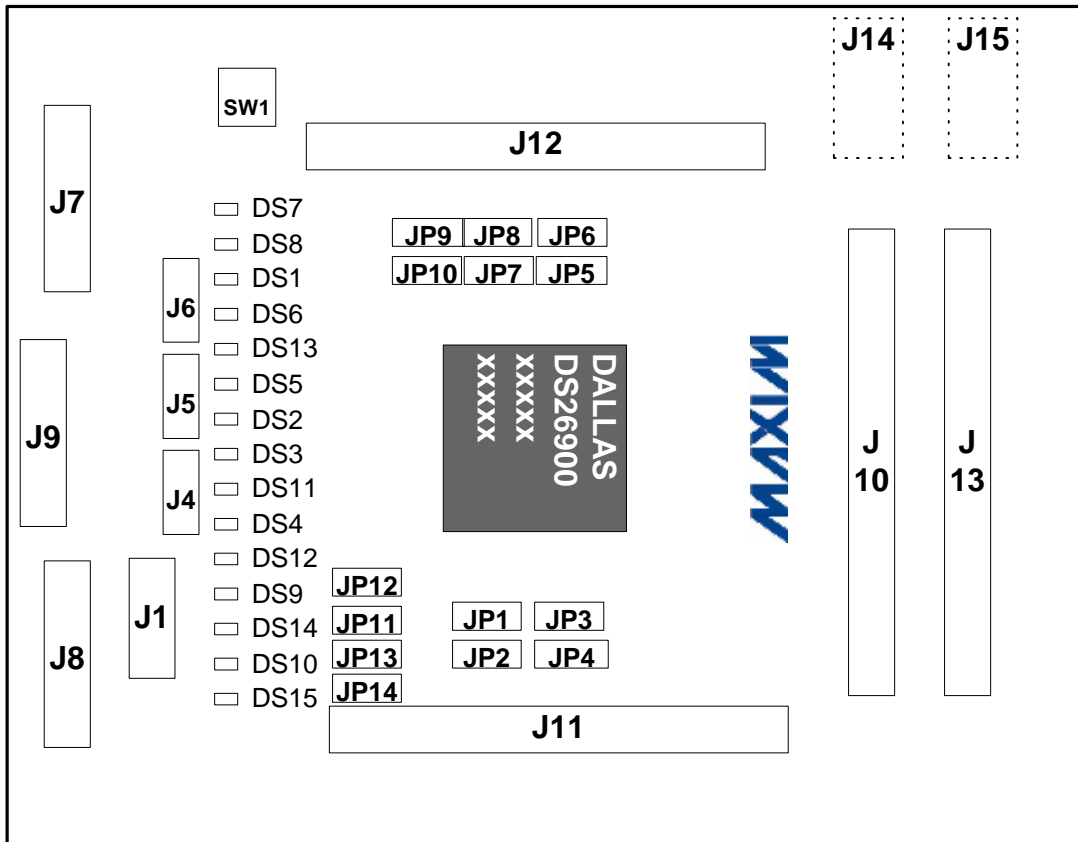 J14 J15
SW1
J12
J7
DS7
DS8
DS1
DS6
DS13
DS5
DS2
DS3
DS11
DS4
DS12
DS9
DS14
DS10
DS15
JP9 JP8 JP6
JP10 JP7 JP5
J6
J5
J4
J9
DALLAS
DS26900
XXXXX
XXXXX
MAXIM
J
10
J
13
J1
J8
JP12
JP11
JP13
JP14
JP1 JP3
JP2 JP4
J11